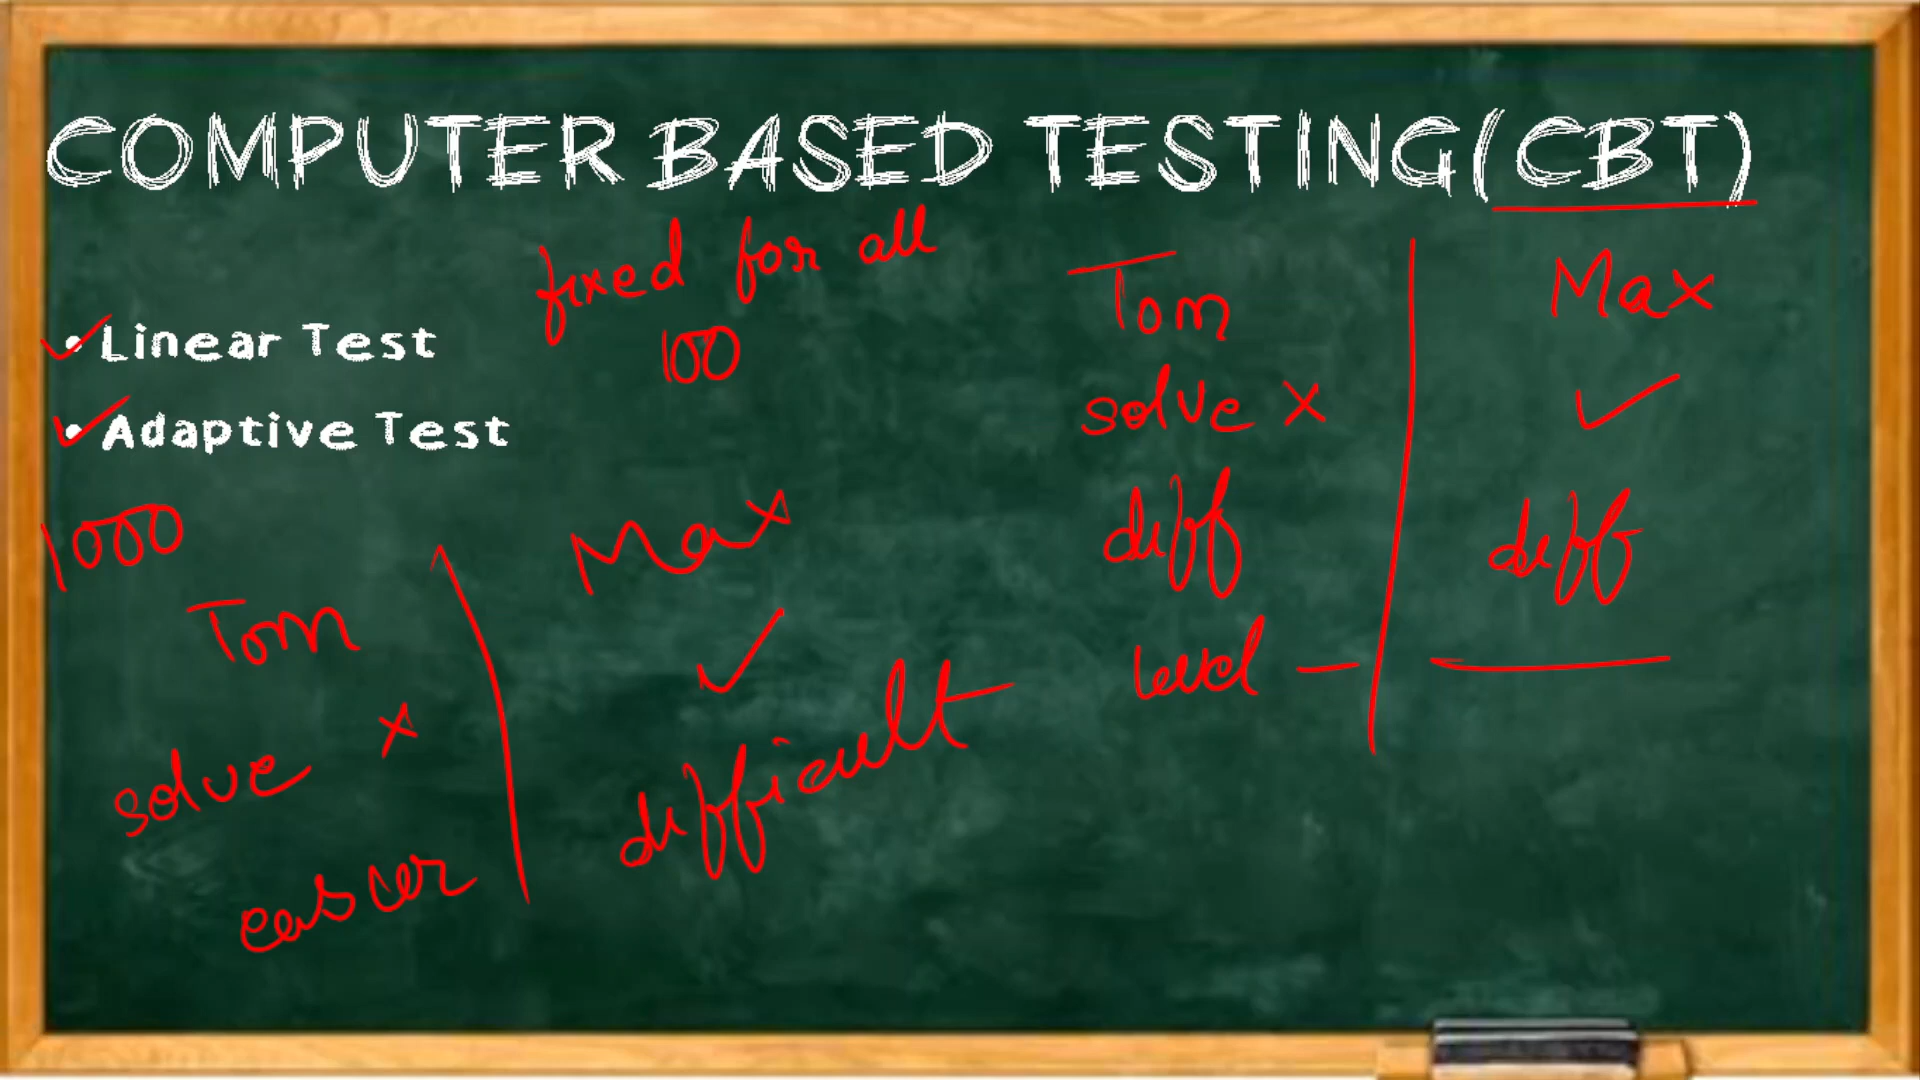 COMPUTER BASED TESTING(CBT)
fixed for all
100
• Linear Test
• Adaptive Test
Tom
Max
solve ×
✓
diff
diff
level —
1000
Tom
Max
solve ×
✓
easier
difficult